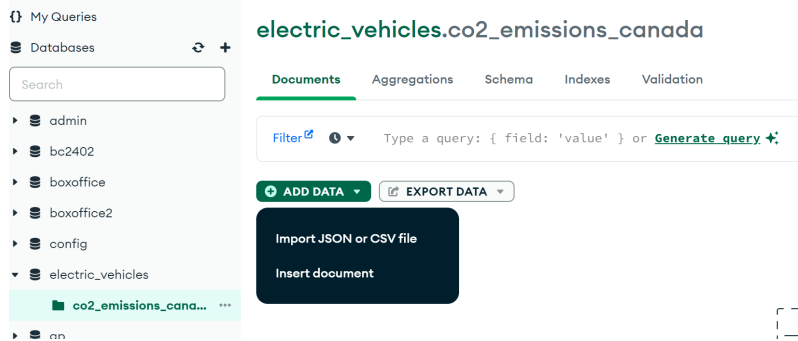 My Queries
Databases
Search
admin
bc2402
boxoffice
boxoffice2
config
electric_vehicles
co2_emissions_cana...
electric_vehicles.co2_emissions_canada
Documents Aggregations Schema Indexes Validation
Filter Type a query: { field: 'value' } or Generate query
ADD DATA EXPORT DATA
Import JSON or CSV file
Insert document